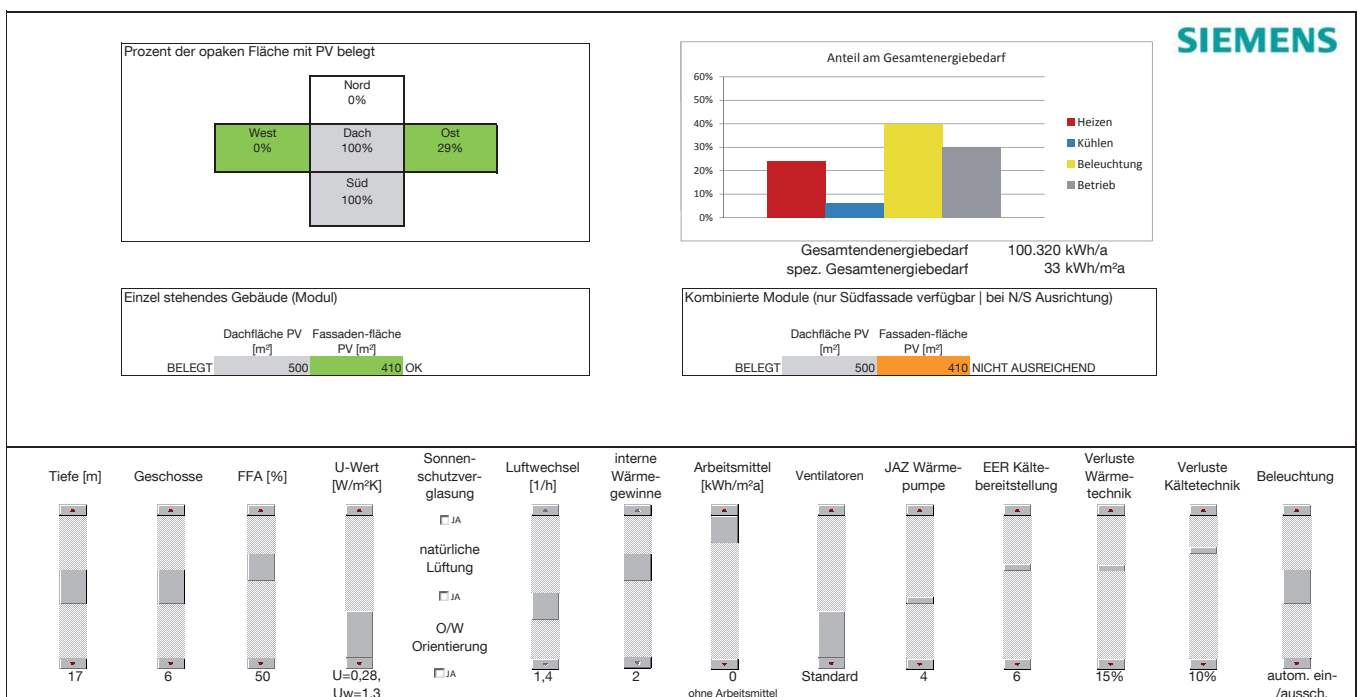 SIEMENS
Prozent der opaken Fläche mit PV belegt
Nord
0%
West
0%
Dach
100%
Ost
29%
Süd
100%
Anteil am Gesamtenergiebedarf
60%
50%
40%
30%
20%
10%
0%
Heizen
Kühlen
Beleuchtung
Betrieb
Gesamtendenergiebedarf 100.320 kWh/a
spez. Gesamtenergiebedarf 33 kWh/m²a
Einzel stehendes Gebäude (Modul)
Dachfläche PV
[m²]
Fassaden-fläche
PV [m²]
BELEGT 500 410 OK
Kombinierte Module (nur Südfassade verfügbar | bei N/S Ausrichtung)
Dachfläche PV
[m²]
Fassaden-fläche
PV [m²]
BELEGT 500 410 NICHT AUSREICHEND
Tiefe [m]
17
Geschosse
6
FFA [%]
50
U-Wert
[W/m²K]
U=0,28,
Uw=1,3
Sonnen-
schutzver-
glasung
JA
natürliche
Lüftung
JA
O/W
Orientierung
JA
Luftwechsel
[1/h]
1,4
interne
Wärme-
gewinne
2
Arbeitsmittel
[kWh/m²a]
0
ohne Arbeitsmittel
Ventilatoren
Standard
JAZ Wärme-
pumpe
4
EER Kälte-
bereitstellung
6
Verluste
Wärme-
technik
15%
Verluste
Kältetechnik
10%
Beleuchtung
autom. ein-
/aussch.